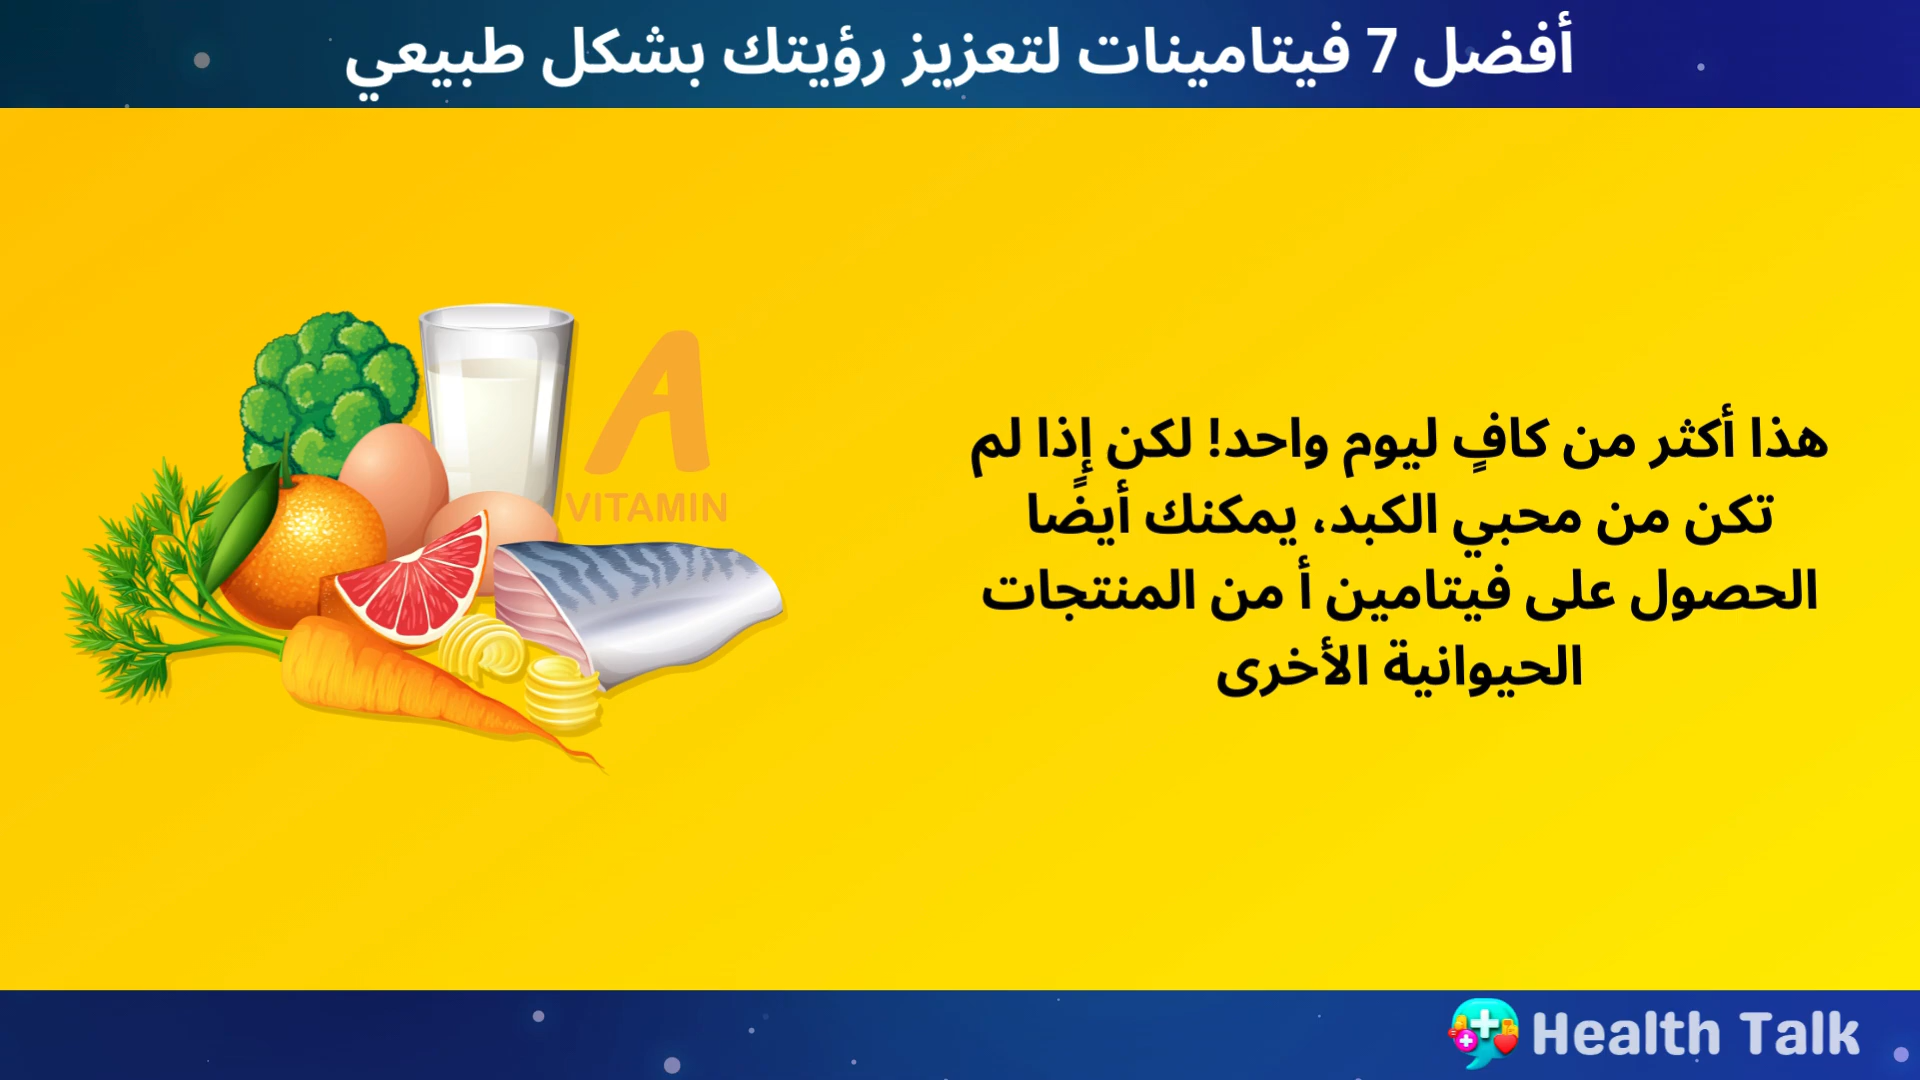 أفضل 7 فيتامينات لتعزيز رؤيتك بشكل طبيعي
A
VITAMIN
هذا أكثر من كافٍ ليوم واحد! لكن إذا لم
تكن من محبي الكبد، يمكنك أيضًا
الحصول على فيتامين أ من المنتجات
الحيوانية الأخرى
Health Talk